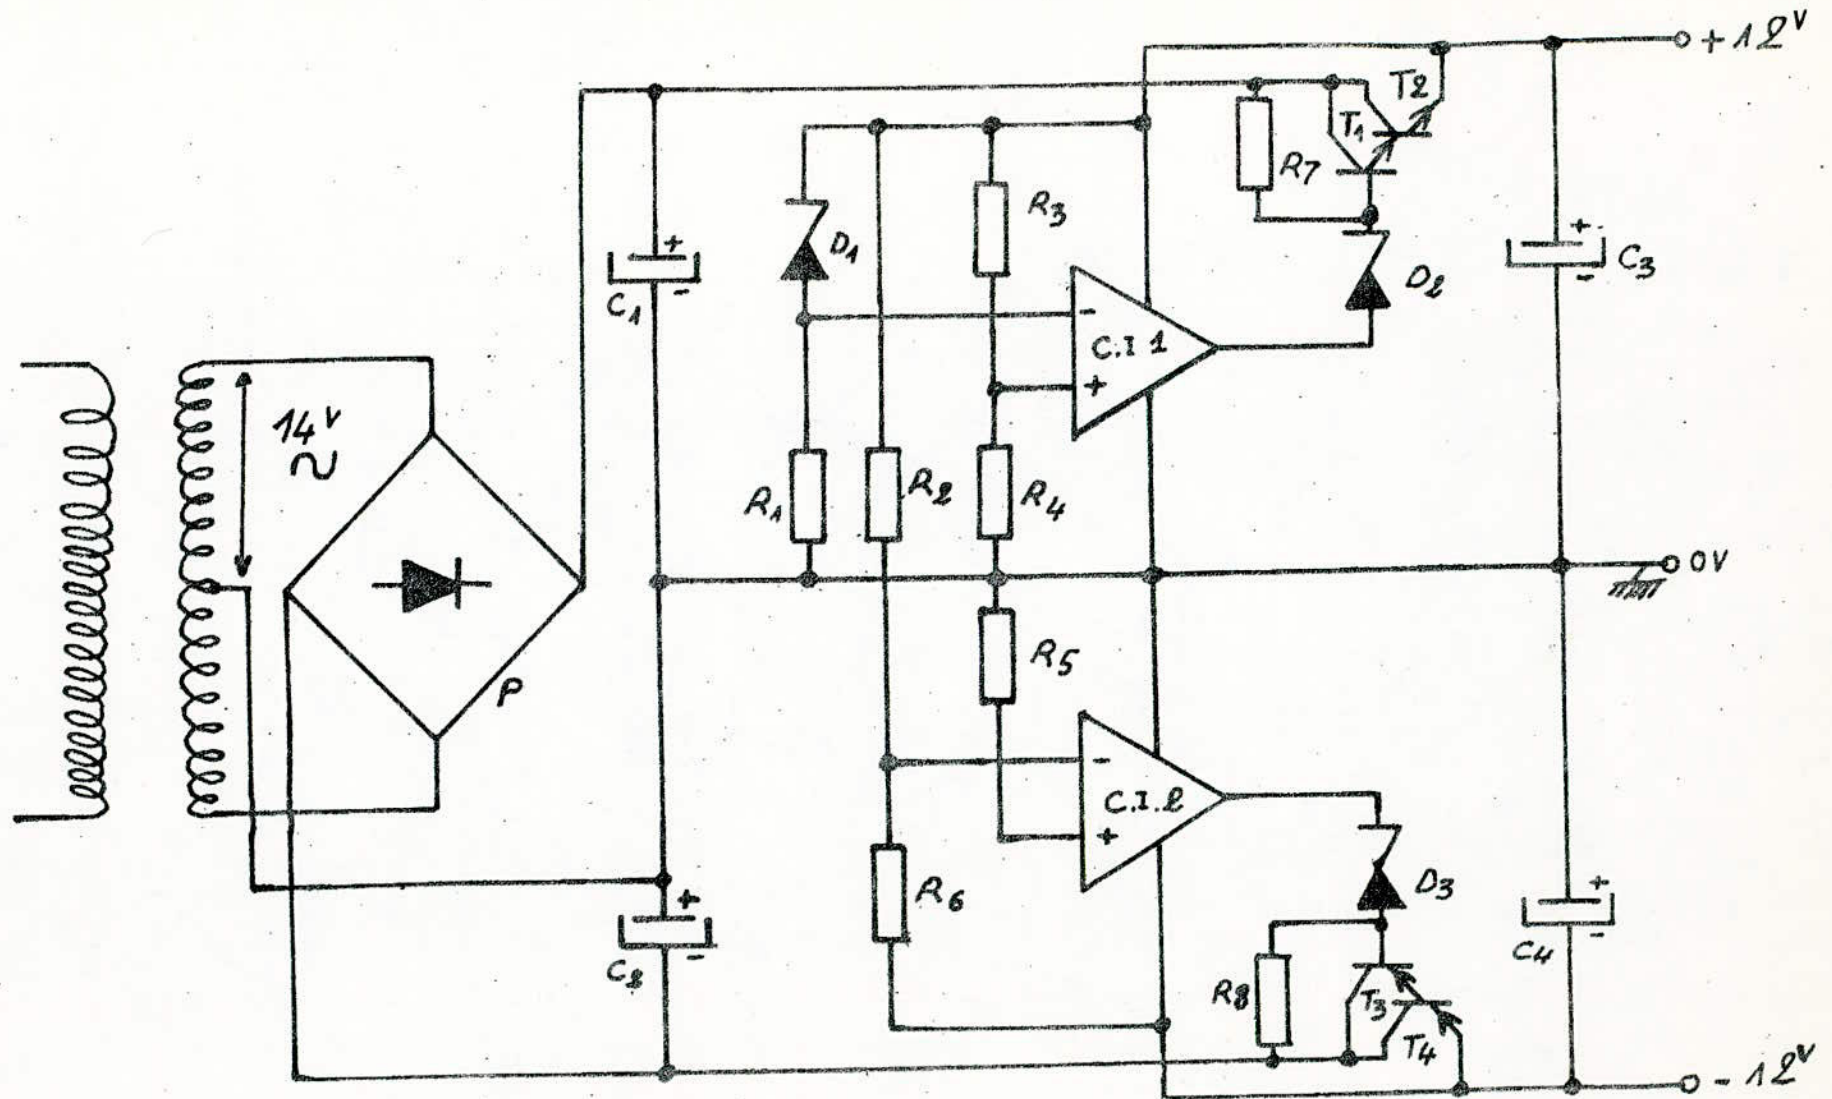 +12V
T2
T1
R7
R3
D1
C1
+
-
D2
+
-
C3
-
C.I 1
+
14V
~
R1
R2
R4
0V
P
R5
-
C.I.2
+
R6
+
-
C2
D3
+
-
C4
R8
T3
T4
-12V